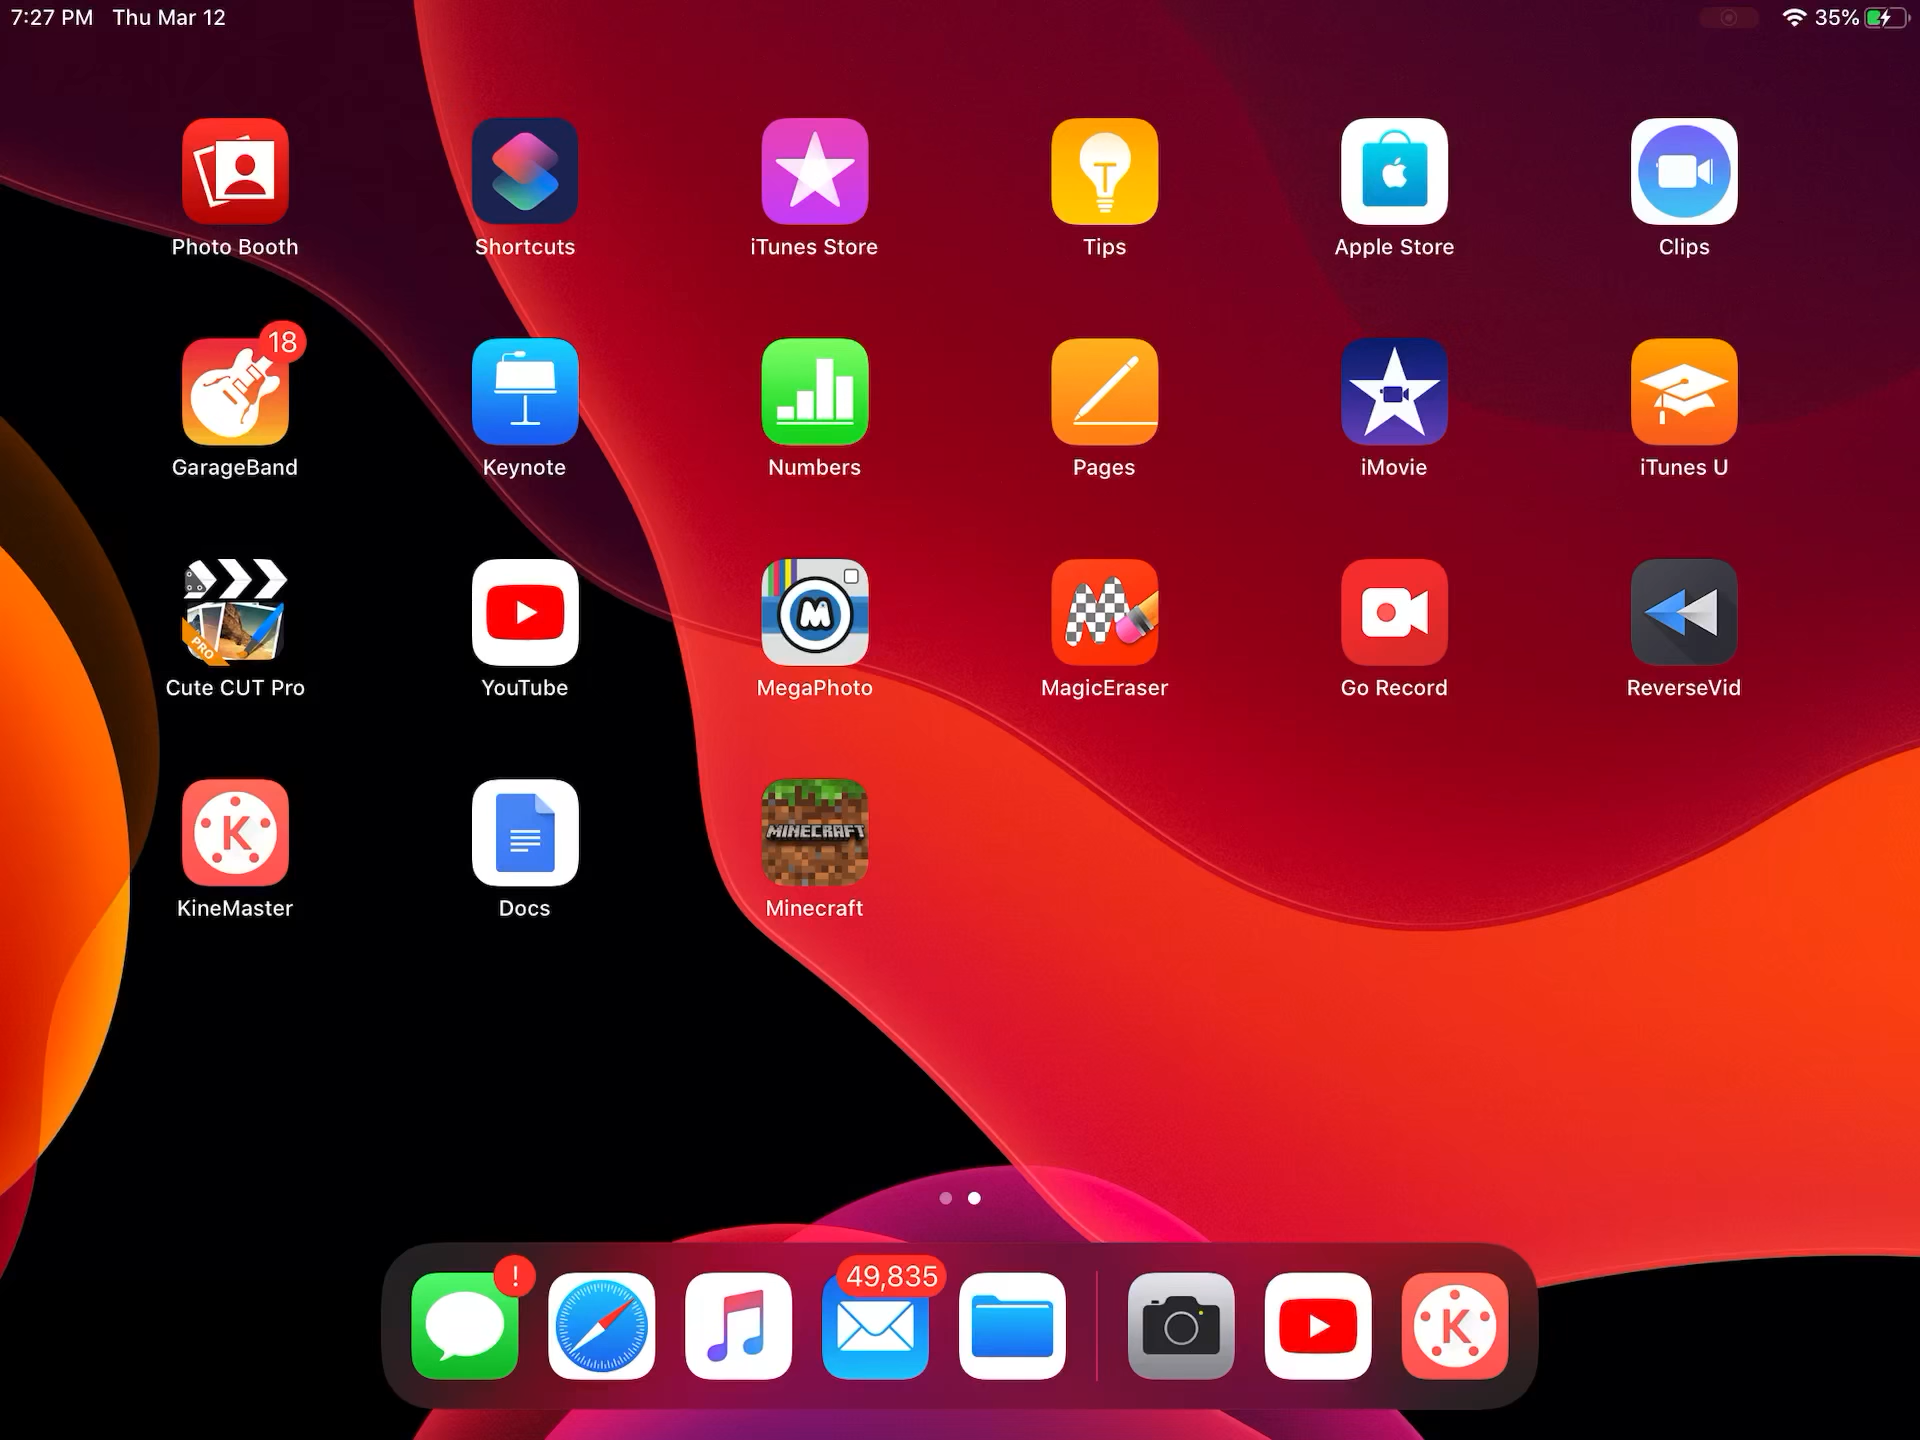 7:27 PM Thu Mar 12 35%
Photo Booth Shortcuts iTunes Store Tips Apple Store Clips
18
GarageBand Keynote Numbers Pages iMovie iTunes U
PRO M
Cute CUT Pro YouTube MegaPhoto MagicEraser Go Record ReverseVid
K MINECRAFT
KineMaster Docs Minecraft
! 49,835
K